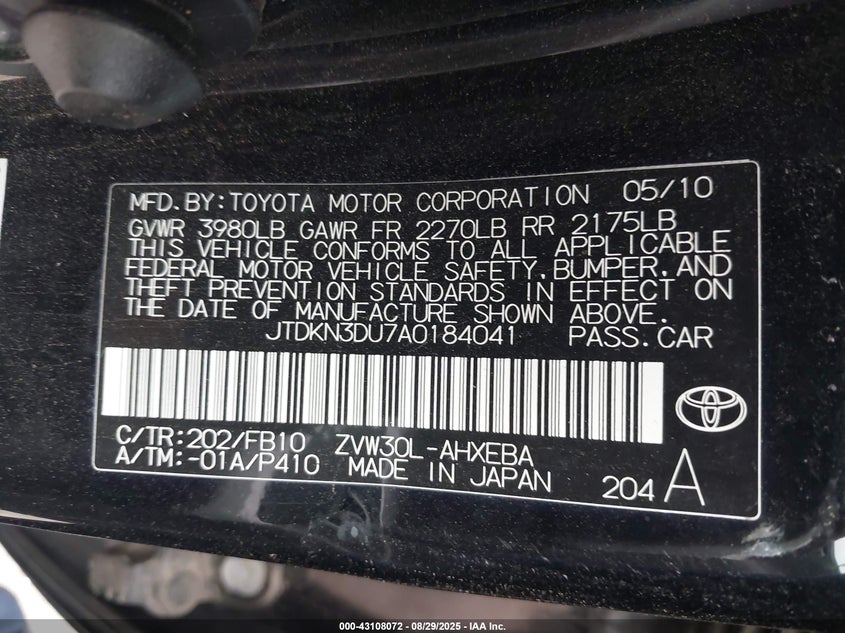 MFD.BY:TOYOTA MOTOR CORPORATION 05/10
GVWR 3980LB GAWR FR 2270LB RR 2175LB
THIS VEHICLE CONFORMS TO ALL APPLICABLE
FEDERAL MOTOR VEHICLE SAFETY,BUMPER,AND
THEFT PREVENTION STANDARDS IN EFFECT ON
THE DATE OF MANUFACTURE SHOWN ABOVE.
JTDKN3DU7A0184041 PASS.CAR
C/TR:202/FB10 ZVW30L-AHXEBA
A/TM:-01A/P410 MADE IN JAPAN 204 A
000-43108072 - 08/29/2025 - IAA Inc.